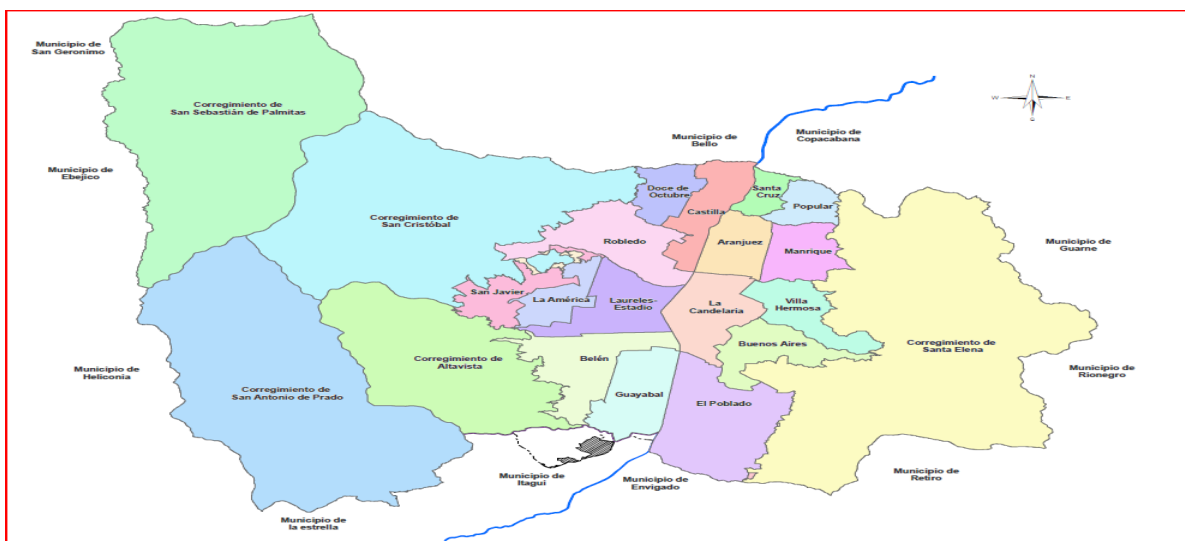 Municipio de
San Geronimo
Corregimiento de
San Sebastián de Palmitas
N
W
E
S
Municipio de
Bello
Municipio de
Copacabana
Municipio de
Ebejico
Doce de
Octubre
Santa
Cruz
Castilla
Popular
Corregimiento de
San Cristóbal
Robledo
Aranjuez
Manrique
Municipio de
Guarne
San Javier
La América
Laureles-
Estadio
La
Candelaria
Villa
Hermosa
Buenos Aires
Corregimiento de
Santa Elena
Corregimiento de
Altavista
Belén
Municipio de
Heliconia
Municipio de
Rionegro
Corregimiento de
San Antonio de Prado
Guayabal
El Poblado
Municipio de
Itagui
Municipio de
Envigado
Municipio de
Retiro
Municipio de
la estrella